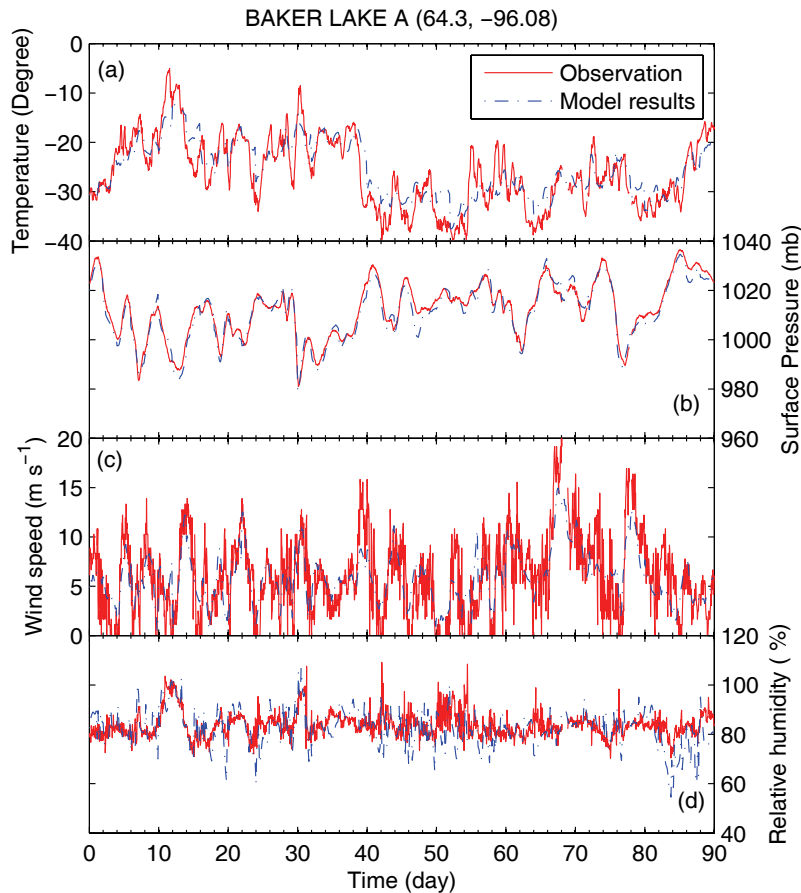 BAKER LAKE A (64.3, −96.08)
(a)
Observation
Model results
Temperature (Degree)
0
−10
−20
−30
−40
(b)
Surface Pressure (mb)
1040
1020
1000
980
960
(c)
Wind speed (m s−1)
20
15
10
5
0
(d)
Relative humidity ( %)
120
100
80
60
40
0 10 20 30 40 50 60 70 80 90
Time (day)